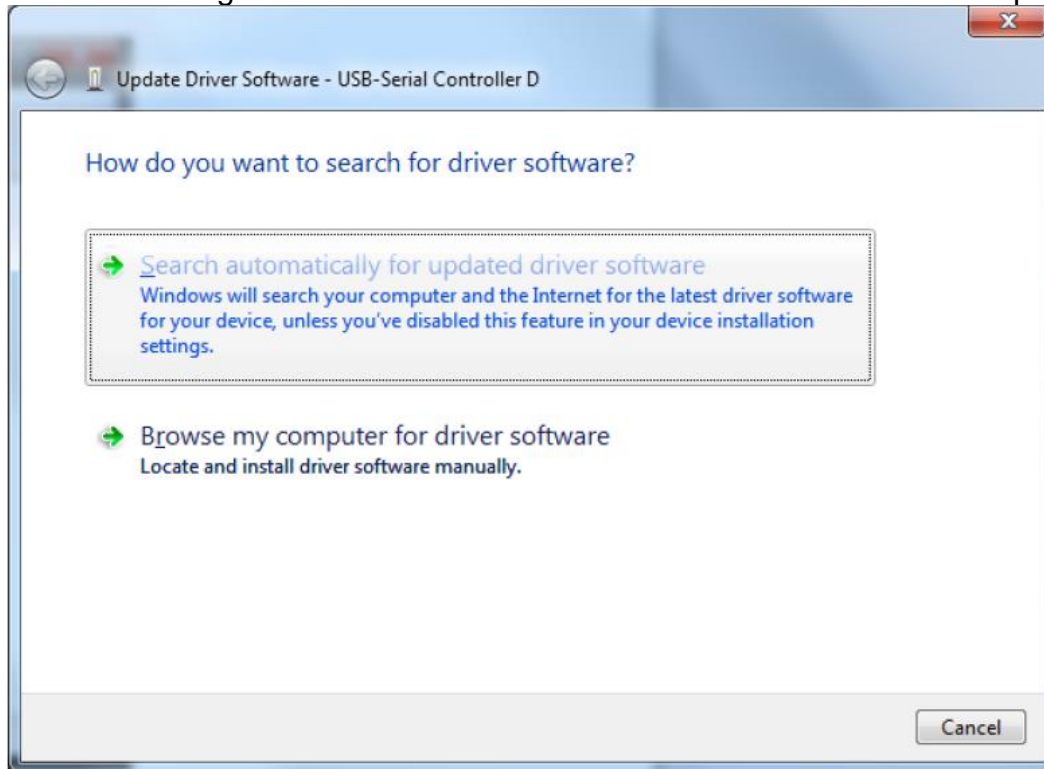 Update Driver Software - USB-Serial Controller D
How do you want to search for driver software?
Search automatically for updated driver software
Windows will search your computer and the Internet for the latest driver software
for your device, unless you've disabled this feature in your device installation
settings.
Browse my computer for driver software
Locate and install driver software manually.
Cancel